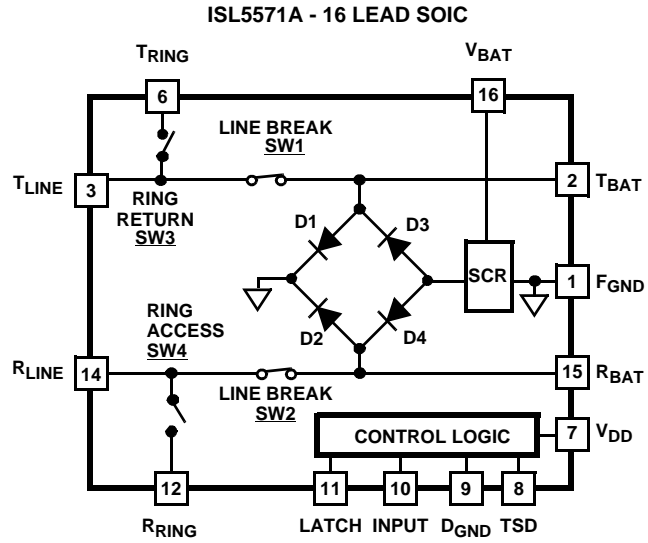 ISL5571A - 16 LEAD SOIC
TRING
VBAT
6
16
LINE BREAK
SW1
TLINE
3
2
TBAT
RING
RETURN
SW3
D1
D3
SCR
1
FGND
RING
ACCESS
SW4
D2
D4
RLINE
14
15
RBAT
LINE BREAK
SW2
CONTROL LOGIC
7
VDD
12
11
10
9
8
RRING
LATCH
INPUT
DGND
TSD